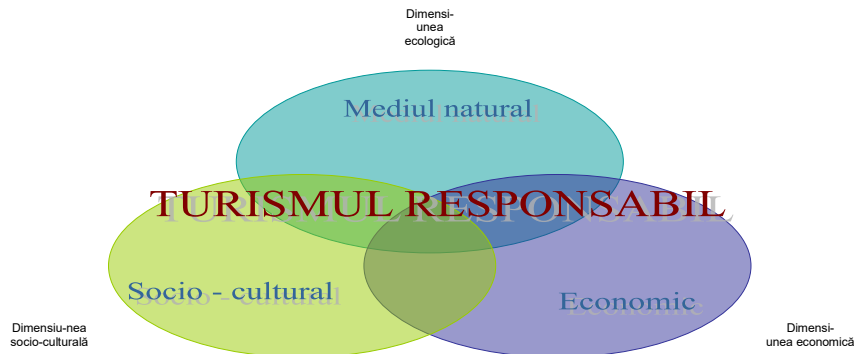 Dimensi-
unea
ecologică
Mediul natural
TURISMUL RESPONSABIL
Socio - cultural
Economic
Dimensiu-nea
socio-culturală
Dimensi-
unea economică